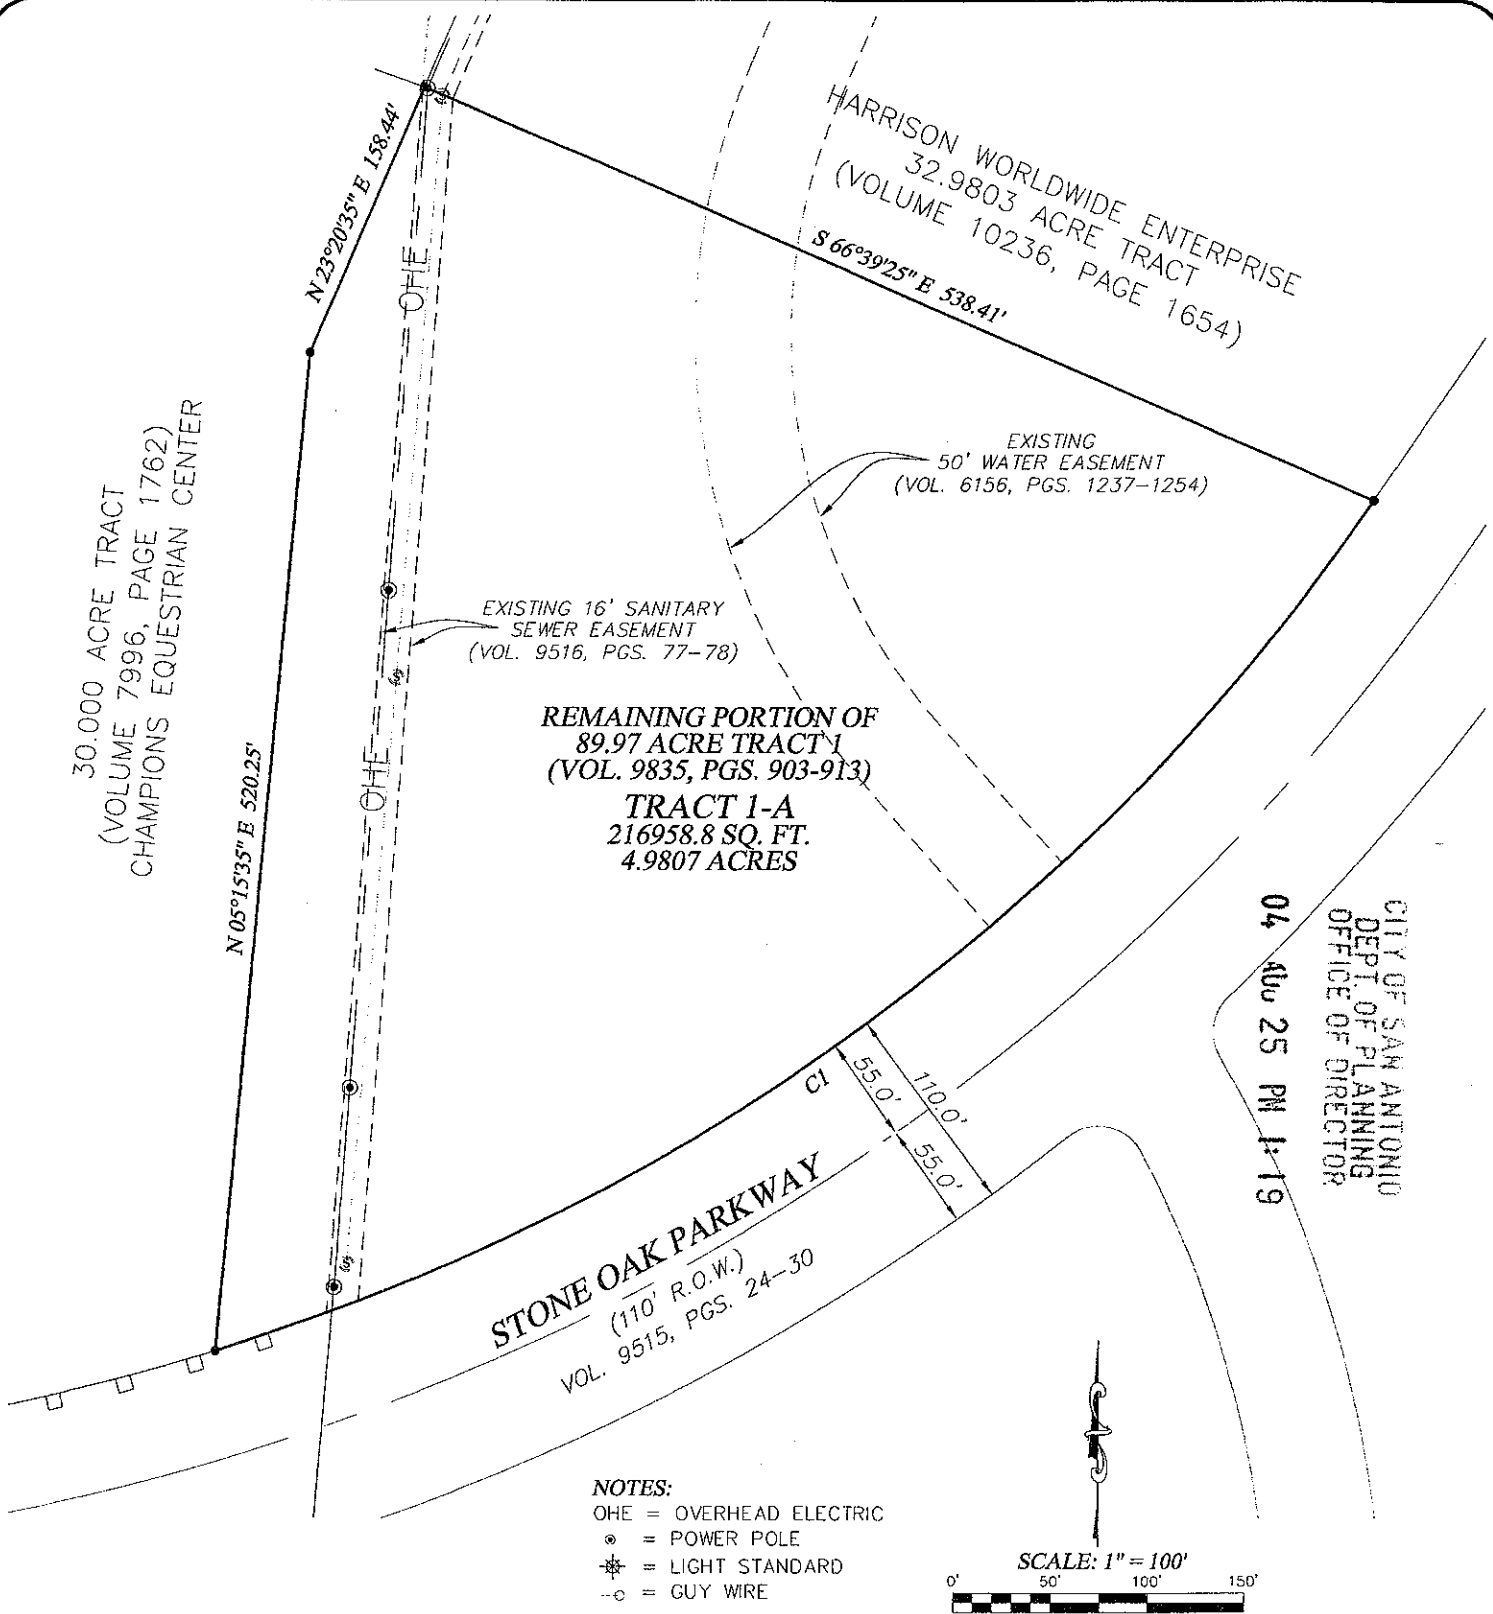 HARRISON WORLDWIDE ENTERPRISE
32.9803 ACRE TRACT
(VOLUME 10236, PAGE 1654)
N 23°20'35" E 158.44'
OHE
S 66°39'25" E 538.41'
EXISTING
50' WATER EASEMENT
(VOL. 6156, PGS. 1237-1254)
30.000 ACRE TRACT
(VOLUME 7996, PAGE 1762)
CHAMPIONS EQUESTRIAN CENTER
EXISTING 16' SANITARY
SEWER EASEMENT
(VOL. 9516, PGS. 77-78)
N 05°15'35" E 520.25'
OHE
REMAINING PORTION OF
89.97 ACRE TRACT 1
(VOL. 9835, PGS. 903-913)
TRACT 1-A
216958.8 SQ. FT.
4.9807 ACRES
CITY OF SAN ANTONIO
DEPT. OF PLANNING
OFFICE OF DIRECTOR
04 AUG 25 PM 1:19
C1
55.0'
110.0'
55.0'
STONE OAK PARKWAY
(110' R.O.W.)
VOL. 9515, PGS. 24-30
NOTES:
OHE = OVERHEAD ELECTRIC
= POWER POLE
= LIGHT STANDARD
= GUY WIRE
SCALE: 1" = 100'
0' 50' 100' 150'